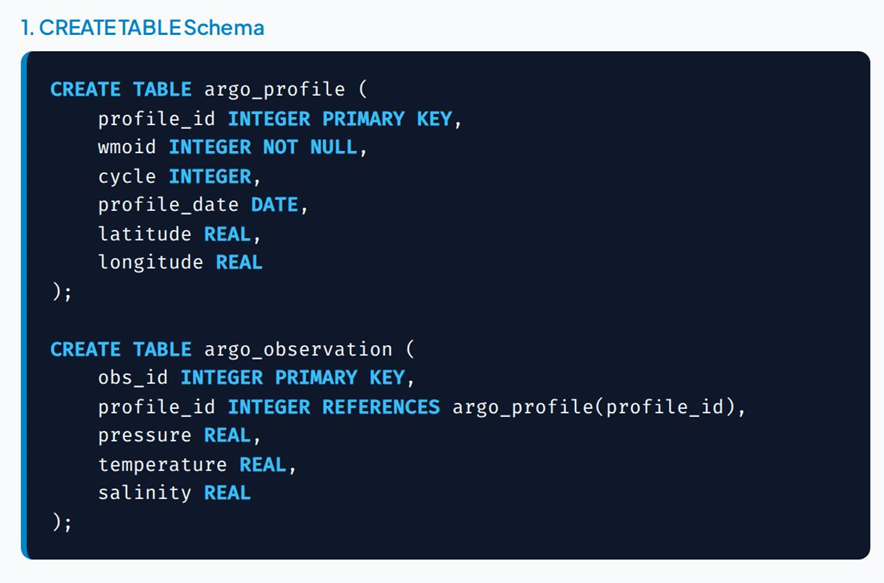 1. CREATE TABLE Schema
CREATE TABLE argo_profile (
    profile_id INTEGER PRIMARY KEY,
    wmoid INTEGER NOT NULL,
    cycle INTEGER,
    profile_date DATE,
    latitude REAL,
    longitude REAL
);

CREATE TABLE argo_observation (
    obs_id INTEGER PRIMARY KEY,
    profile_id INTEGER REFERENCES argo_profile(profile_id),
    pressure REAL,
    temperature REAL,
    salinity REAL
);